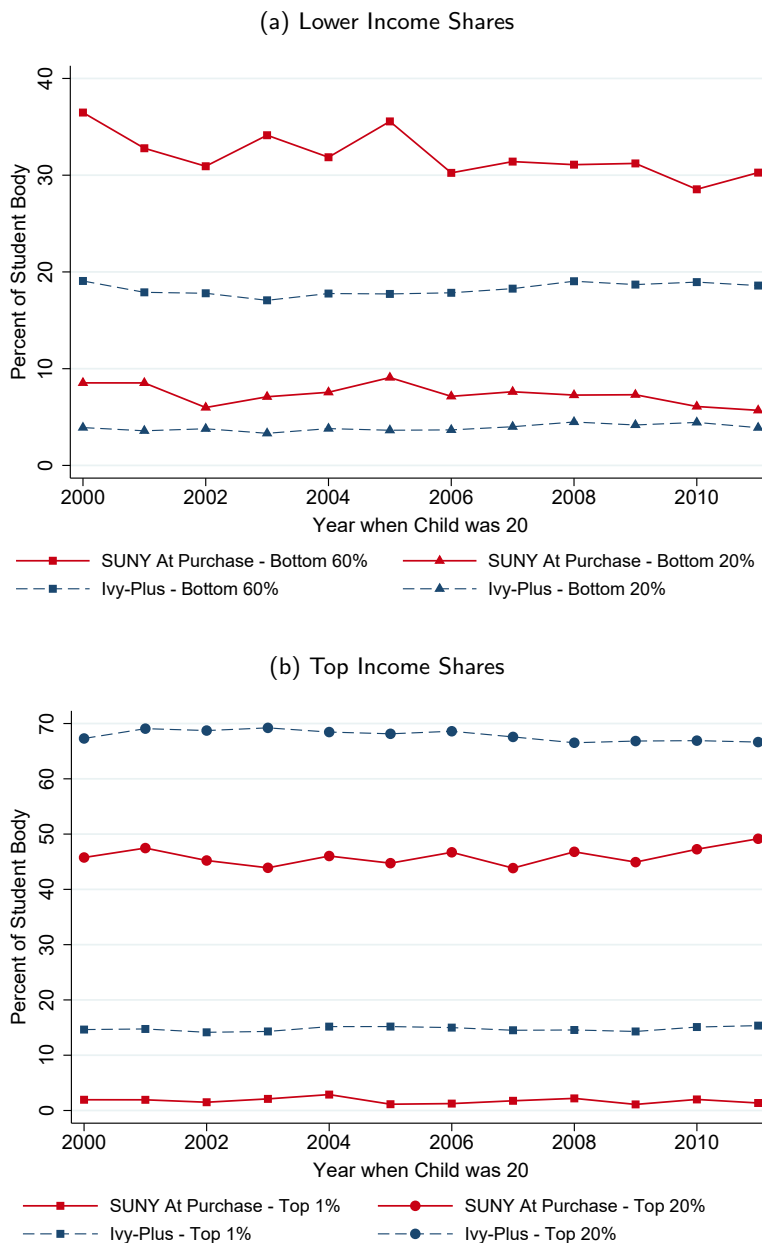 (a) Lower Income Shares
Percent of Student Body
40
30
20
10
0
2000 2002 2004 2006 2008 2010
Year when Child was 20
SUNY At Purchase - Bottom 60% SUNY At Purchase - Bottom 20%
Ivy-Plus - Bottom 60% Ivy-Plus - Bottom 20%
(b) Top Income Shares
Percent of Student Body
70
60
50
40
30
20
10
0
2000 2002 2004 2006 2008 2010
Year when Child was 20
SUNY At Purchase - Top 1% SUNY At Purchase - Top 20%
Ivy-Plus - Top 1% Ivy-Plus - Top 20%